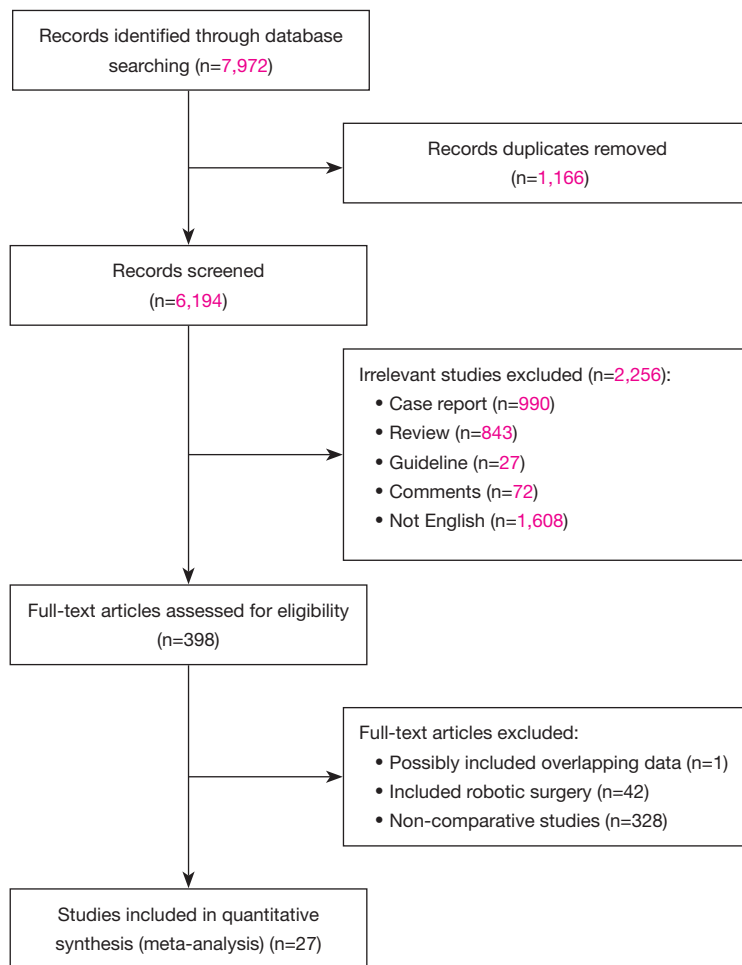 Records identified through database
searching (n=7,972)
Records duplicates removed
(n=1,166)
Records screened
(n=6,194)
Irrelevant studies excluded (n=2,256):
• Case report (n=990)
• Review (n=843)
• Guideline (n=27)
• Comments (n=72)
• Not English (n=1,608)
Full-text articles assessed for eligibility
(n=398)
Full-text articles excluded:
• Possibly included overlapping data (n=1)
• Included robotic surgery (n=42)
• Non-comparative studies (n=328)
Studies included in quantitative
synthesis (meta-analysis) (n=27)